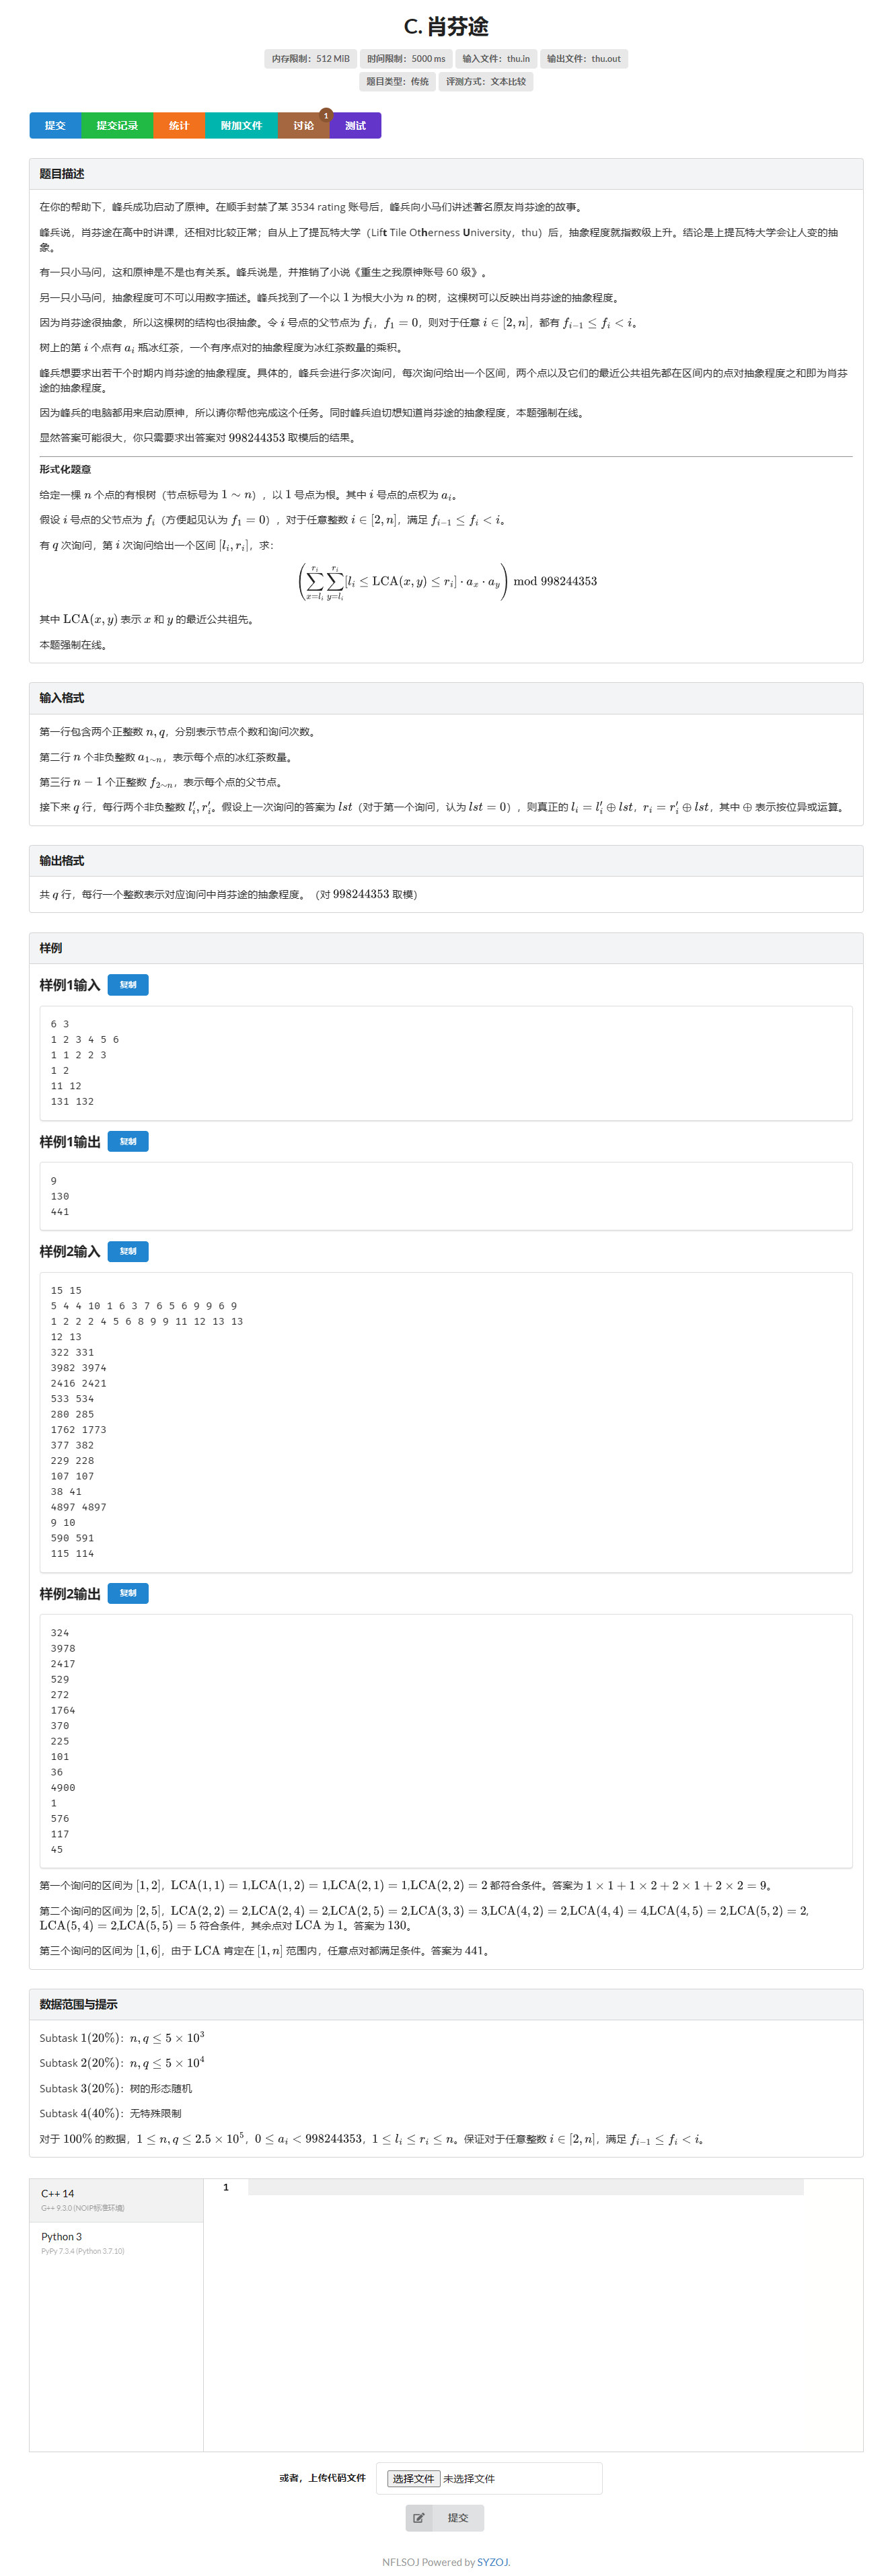 C. 肖芬途
内存限制：512 MiB 时间限制：5000 ms 输入文件：thu.in 输出文件：thu.out
题目类型：传统 评测方式：文本比较
提交 提交记录 统计 附加文件 讨论 1 测试
题目描述
在你的帮助下，峰兵成功启动了原神。在顺手封禁了某 3534 rating 账号后，峰兵向小马们讲述著名原友肖芬途的故事。
峰兵说，肖芬途在高中时讲课，还相对比较正常；自从上了提瓦特大学（Lift Tile Otherness University，thu）后，抽象程度就指数级上升。结论是上提瓦特大学会让人变的抽
象。
有一只小马问，这和原神是不是也有关系。峰兵说是，并推销了小说《重生之我原神账号 60 级》。
另一只小马问，抽象程度可不可以用数字描述。峰兵找到了一个以 1 为根大小为 n 的树，这棵树可以反映出肖芬途的抽象程度。
因为肖芬途很抽象，所以这棵树的结构也很抽象。令 i 号点的父节点为 f_i，f_1 = 0，则对于任意 i ∈ [2, n]，都有 f_{i−1} ≤ f_i < i。
树上的第 i 个点有 a_i 瓶冰红茶，一个有序点对的抽象程度为冰红茶数量的乘积。
峰兵想要求出若干个时期内肖芬途的抽象程度。具体的，峰兵会进行多次询问，每次询问给出一个区间，两个点以及它们的最近公共祖先都在区间内的点对抽象程度之和即为肖芬
途的抽象程度。
因为峰兵的电脑都用来启动原神，所以请你帮他完成这个任务。同时峰兵迫切想知道肖芬途的抽象程度，本题强制在线。
显然答案可能很大，你只需要求出答案对 998244353 取模后的结果。
形式化题意
给定一棵 n 个点的有根树（节点标号为 1 ∼ n），以 1 号点为根。其中 i 号点的点权为 a_i。
假设 i 号点的父节点为 f_i（方便起见认为 f_1 = 0），对于任意整数 i ∈ [2, n]，满足 f_{i−1} ≤ f_i < i。
有 q 次询问，第 i 次询问给出一个区间 [l_i, r_i]，求：
(∑_{x=l_i}^{r_i} ∑_{y=l_i}^{r_i} [l_i ≤ LCA(x, y) ≤ r_i] · a_x · a_y) mod 998244353
其中 LCA(x, y) 表示 x 和 y 的最近公共祖先。
本题强制在线。
输入格式
第一行包含两个正整数 n, q，分别表示节点个数和询问次数。
第二行 n 个非负整数 a_{1∼n}，表示每个点的冰红茶数量。
第三行 n − 1 个正整数 f_{2∼n}，表示每个点的父节点。
接下来 q 行，每行两个非负整数 l′_i, r′_i。假设上一次询问的答案为 lst（对于第一个询问，认为 lst = 0），则真正的 l_i = l′_i ⊕ lst，r_i = r′_i ⊕ lst，其中 ⊕ 表示按位异或运算。
输出格式
共 q 行，每行一个整数表示对应询问中肖芬途的抽象程度。（对 998244353 取模）
样例
样例1输入 复制
6 3
1 2 3 4 5 6
1 1 2 2 3
1 2
11 12
131 132
样例1输出 复制
9
130
441
样例2输入 复制
15 15
5 4 4 10 1 6 3 7 6 5 6 9 9 6 9
1 2 2 2 4 5 6 8 9 9 11 12 13 13
12 13
322 331
3982 3974
2416 2421
533 534
280 285
1762 1773
377 382
229 228
107 107
38 41
4897 4897
9 10
590 591
115 114
样例2输出 复制
324
3978
2417
529
272
1764
370
225
101
36
4900
1
576
117
45
第一个询问的区间为 [1, 2]，LCA(1, 1) = 1,LCA(1, 2) = 1,LCA(2, 1) = 1,LCA(2, 2) = 2 都符合条件。答案为 1 × 1 + 1 × 2 + 2 × 1 + 2 × 2 = 9。
第二个询问的区间为 [2, 5]，LCA(2, 2) = 2,LCA(2, 4) = 2,LCA(2, 5) = 2,LCA(3, 3) = 3,LCA(4, 2) = 2,LCA(4, 4) = 4,LCA(4, 5) = 2,LCA(5, 2) = 2,
LCA(5, 4) = 2,LCA(5, 5) = 5 符合条件，其余点对 LCA 为 1。答案为 130。
第三个询问的区间为 [1, 6]，由于 LCA 肯定在 [1, n] 范围内，任意点对都满足条件。答案为 441。
数据范围与提示
Subtask 1(20%)：n, q ≤ 5 × 10^3
Subtask 2(20%)：n, q ≤ 5 × 10^4
Subtask 3(20%)：树的形态随机
Subtask 4(40%)：无特殊限制
对于 100% 的数据，1 ≤ n, q ≤ 2.5 × 10^5，0 ≤ a_i < 998244353，1 ≤ l_i ≤ r_i ≤ n。保证对于任意整数 i ∈ [2, n]，满足 f_{i−1} ≤ f_i < i。
C++ 14
G++ 9.3.0 (NOIP标准环境)
Python 3
PyPy 7.3.4 (Python 3.7.10)
1
或者，上传代码文件 选择文件 未选择文件
提交
NFLSOJ Powered by SYZOJ.